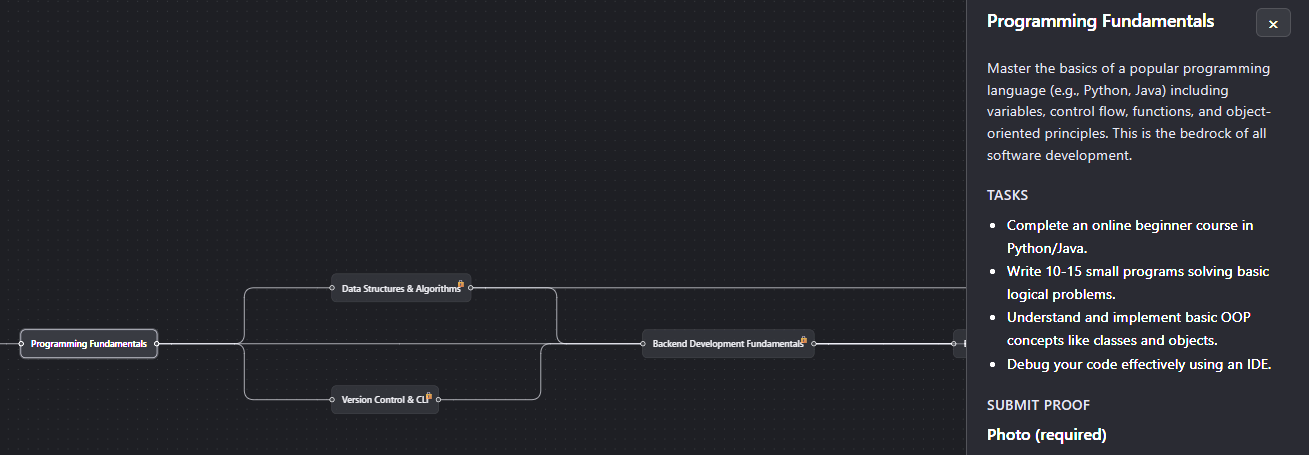 Programming Fundamentals
×
Master the basics of a popular programming
language (e.g., Python, Java) including
variables, control flow, functions, and object-
oriented principles. This is the bedrock of all
software development.
TASKS
• Complete an online beginner course in
Python/Java.
• Write 10-15 small programs solving basic
logical problems.
• Understand and implement basic OOP
concepts like classes and objects.
• Debug your code effectively using an IDE.
SUBMIT PROOF
Photo (required)
Data Structures & Algorithms
Programming Fundamentals
Backend Development Fundamentals
Version Control & CLI